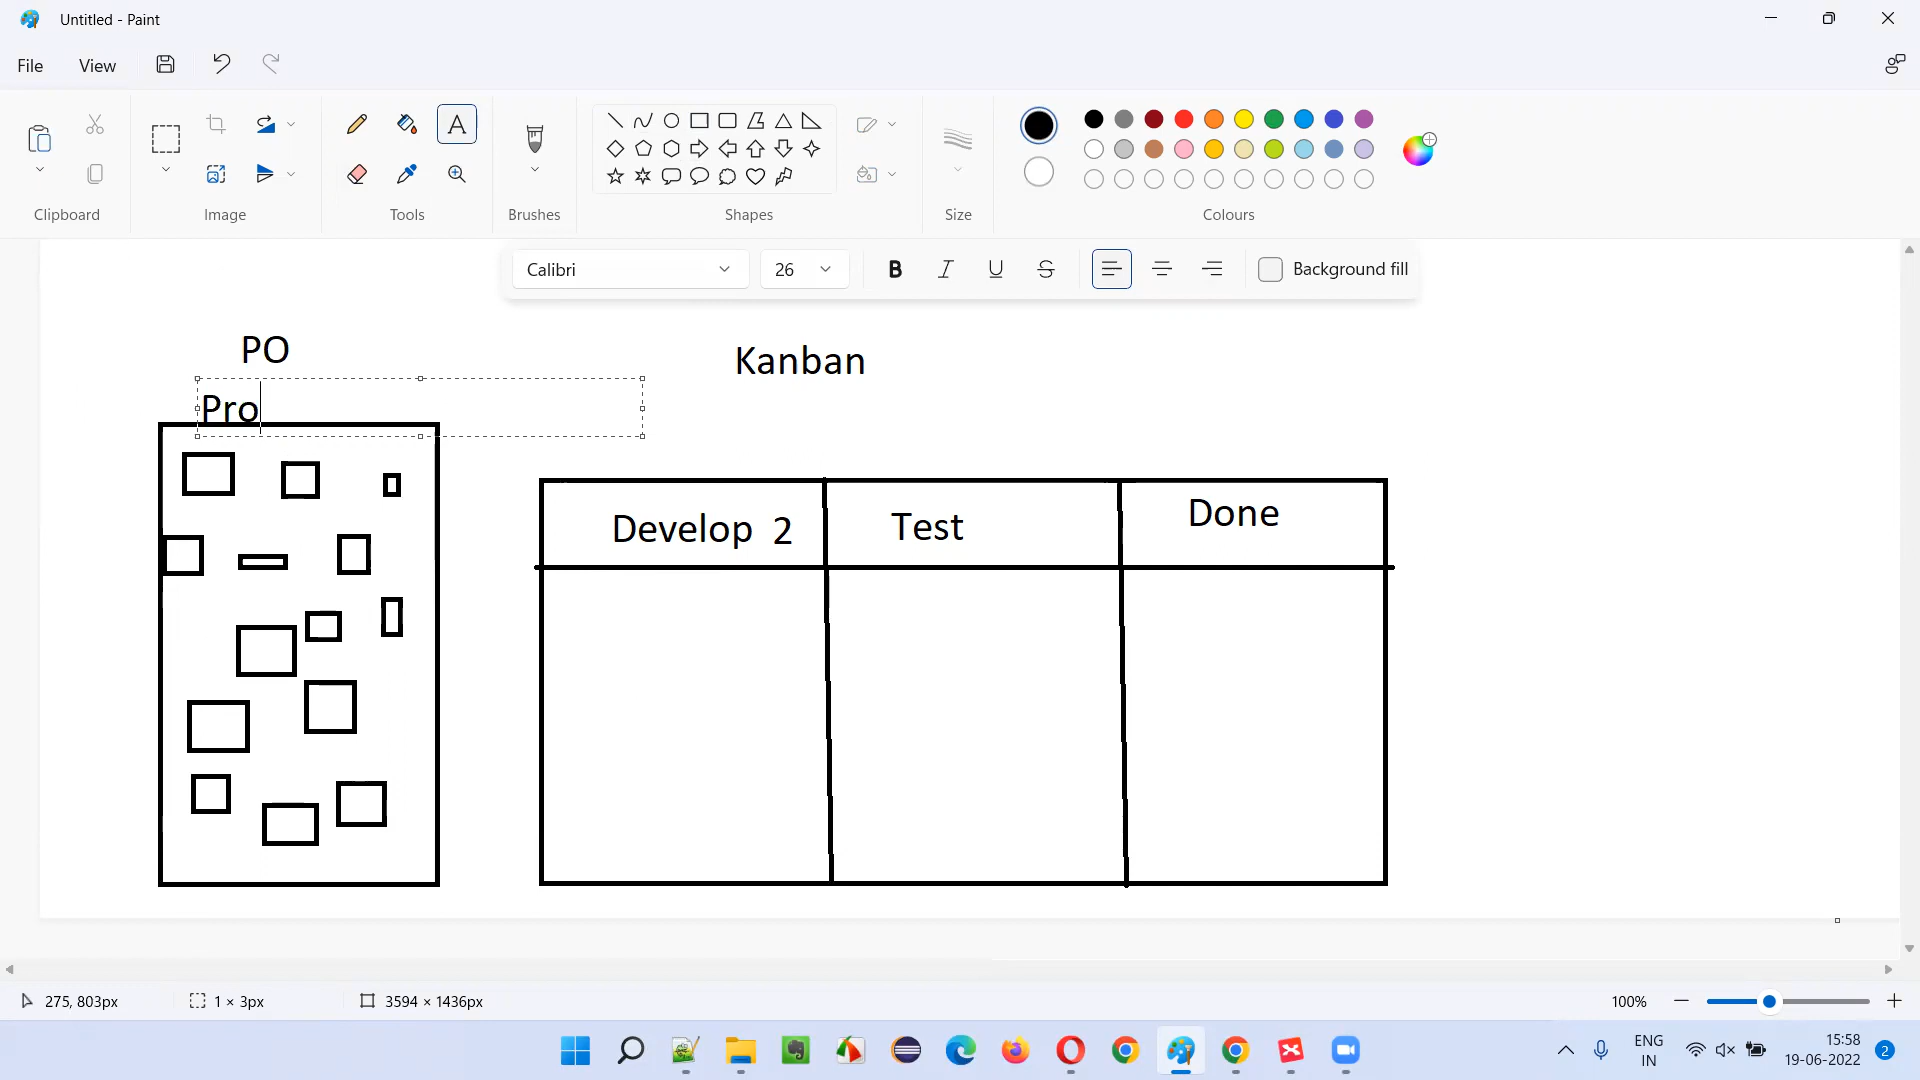 Untitled - Paint
File View
Clipboard
Image
Tools
Brushes
Shapes
Size
Colours
Calibri
26
B I U S
Background fill
PO
Kanban
Pro
Develop 2
Test
Done
275, 803px
1 × 3px
3594 × 1436px
100%
ENG
IN
15:58
19-06-2022
2